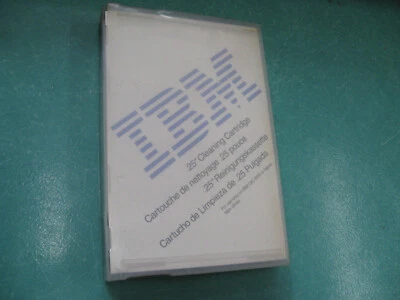 IBM
.25" Cleaning Cartridge
Cartouche de nettoyage .25 pouce
.25" Reinigungskassette
Cartucho de Limpieza de .25 Pulgada